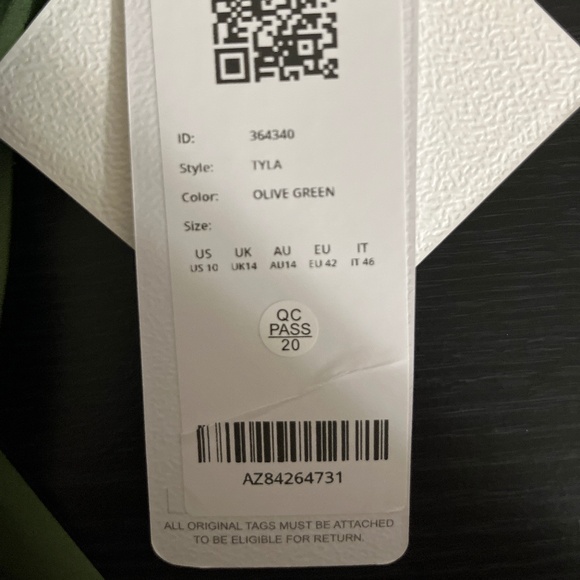 ID: 364340
Style: TYLA
Color: OLIVE GREEN
Size:
US UK AU EU IT
US 10 UK14 AU14 EU 42 IT 46
QC
PASS
20
AZ84264731
ALL ORIGINAL TAGS MUST BE ATTACHED
TO BE ELIGIBLE FOR RETURN.